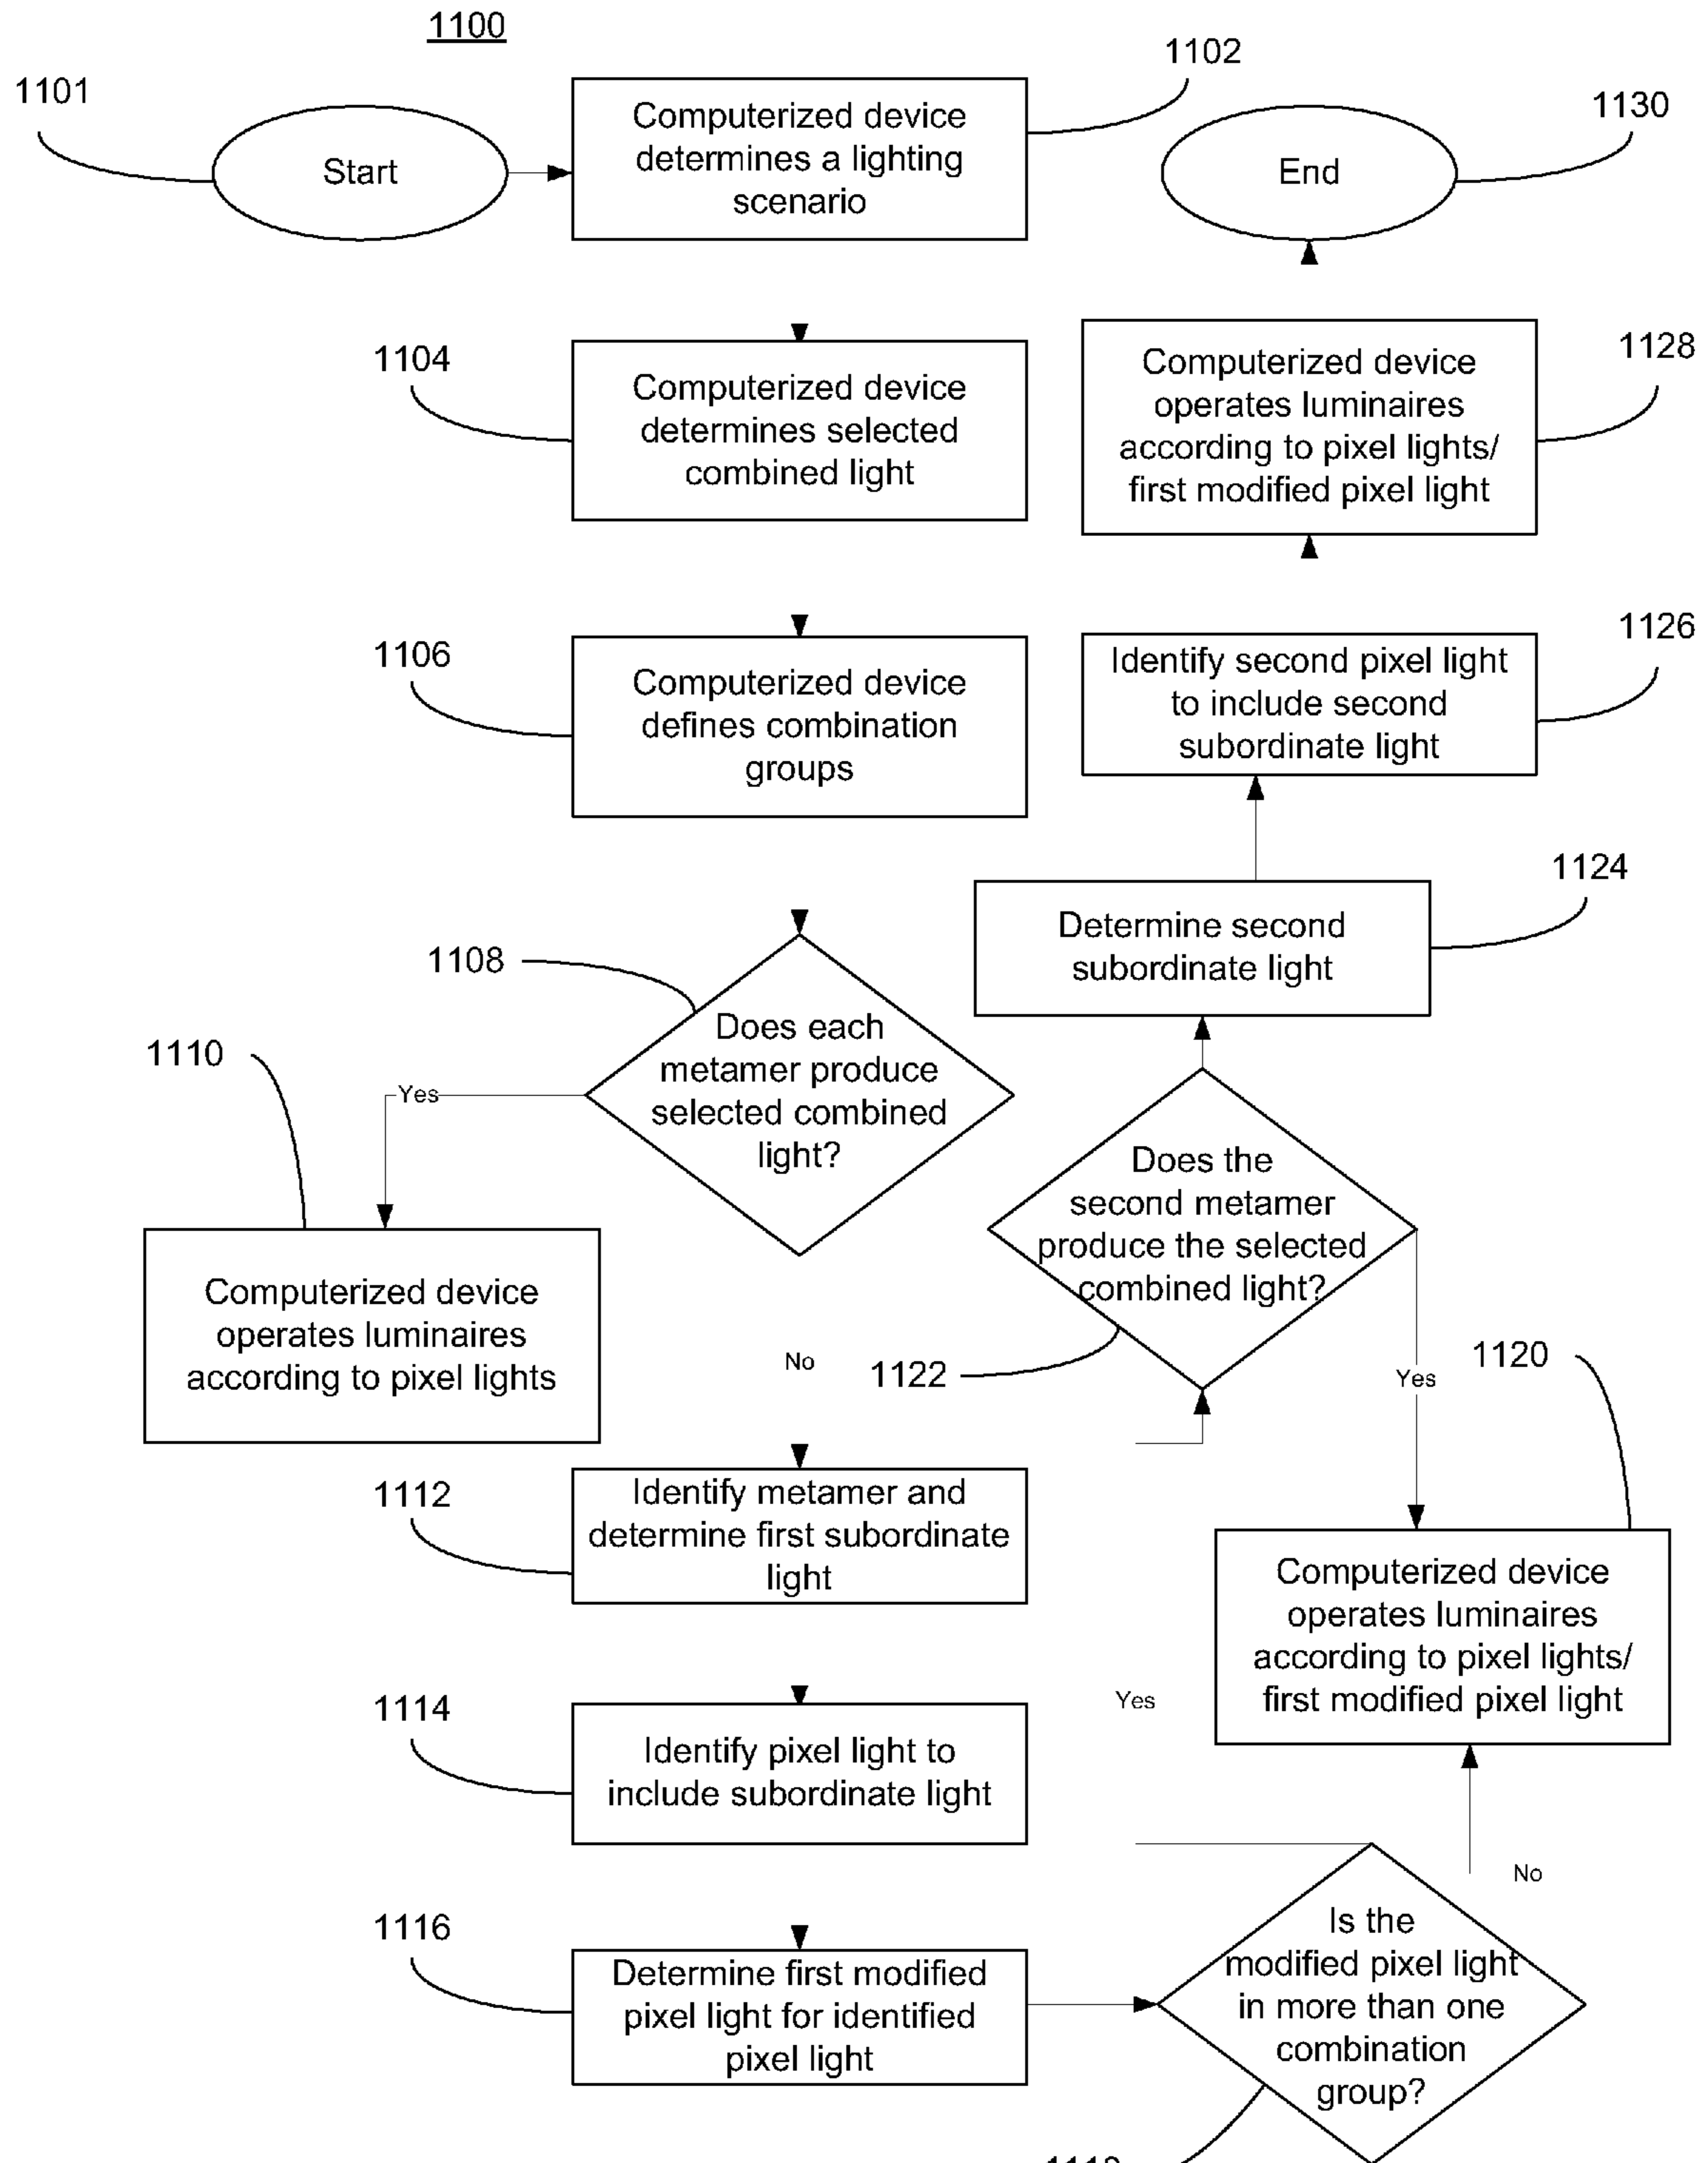 1100
1101
Start
1102
Computerized device
determines a lighting
scenario
1130
End
1104
Computerized device
determines selected
combined light
1128
Computerized device
operates luminaires
according to pixel lights/
first modified pixel light
1106
Computerized device
defines combination
groups
1126
Identify second pixel light
to include second
subordinate light
1124
Determine second
subordinate light
1108
Does each
metamer produce
selected combined
light?
1110
Yes
Computerized device
operates luminaires
according to pixel lights
No
1122
Does the
second metamer
produce the selected
combined light?
Yes
1120
Computerized device
operates luminaires
according to pixel lights/
first modified pixel light
1112
Identify metamer and
determine first subordinate
light
1114
Identify pixel light to
include subordinate light
Yes
No
1116
Determine first modified
pixel light for identified
pixel light
Is the
modified pixel light
in more than one
combination
group?